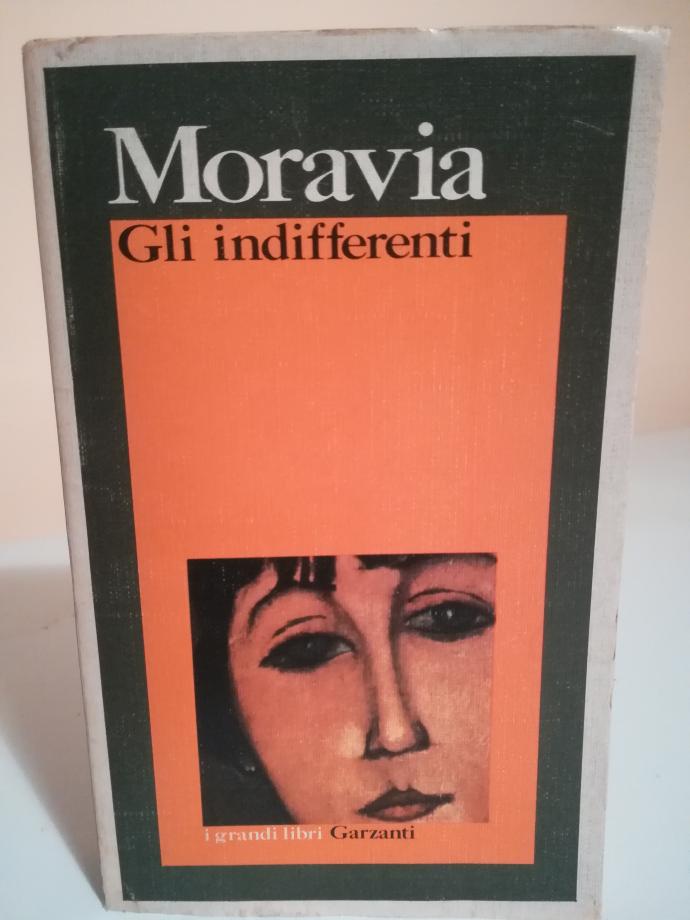 Moravia
Gli indifferenti
i grandi libri Garzanti